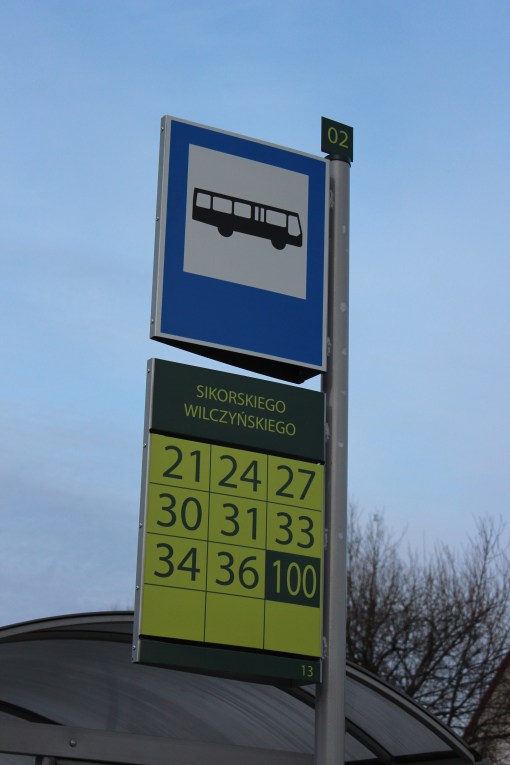 02
SIKORSKIEGO
WILCZYŃSKIEGO
21 24 27
30 31 33
34 36 100
13